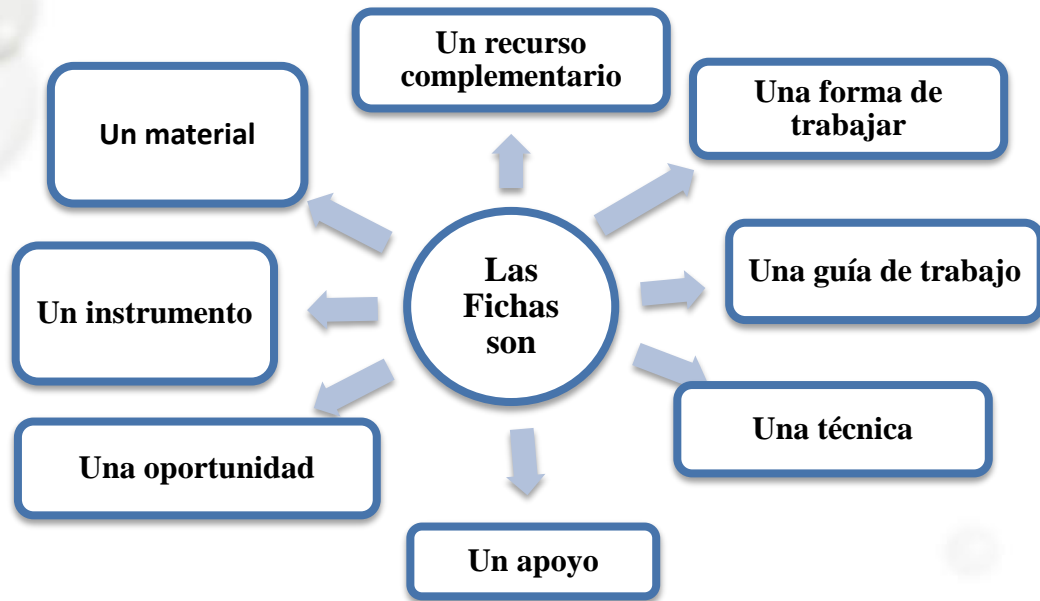 Un recurso
complementario
Una forma de
trabajar
Un material
Las
Fichas
son
Una guía de trabajo
Un instrumento
Una técnica
Una oportunidad
Un apoyo